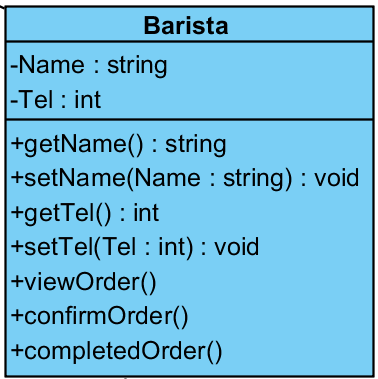 Barista
-Name : string
-Tel : int
+getName() : string
+setName(Name : string) : void
+getTel() : int
+setTel(Tel : int) : void
+viewOrder()
+confirmOrder()
+completedOrder()